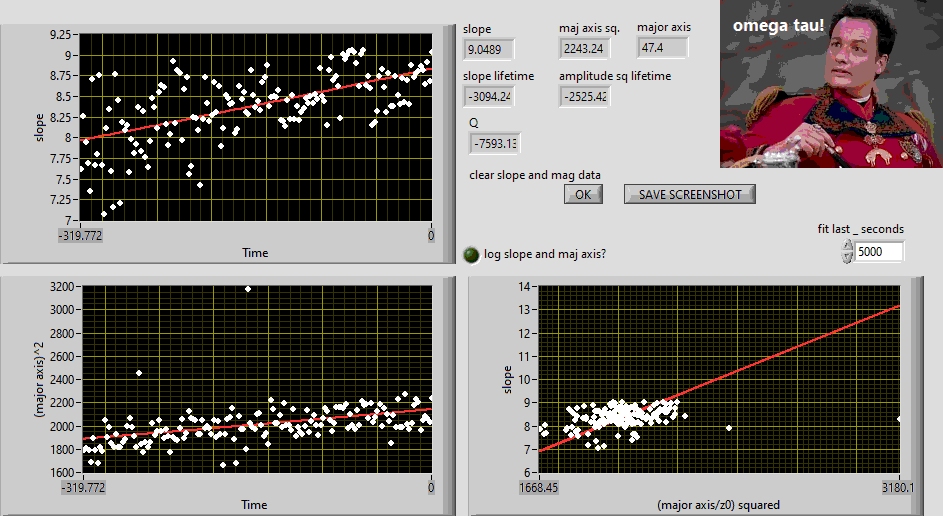 omega tau!
slope
maj axis sq.
major axis
9.0489
2243.24
47.4
slope lifetime
amplitude sq lifetime
-3094.24
-2525.42
Q
-7593.13
clear slope and mag data
OK
SAVE SCREENSHOT
fit last _ seconds
5000
log slope and maj axis?
9.25
9
8.75
8.5
8.25
8
7.75
7.5
7.25
7
slope
-319.772
0
Time
3200
3000
2800
2600
2400
2200
2000
1800
1600
(major axis)^2
-319.772
0
Time
14
13
12
11
10
9
8
7
6
slope
1668.45
3180.1
(major axis/z0) squared